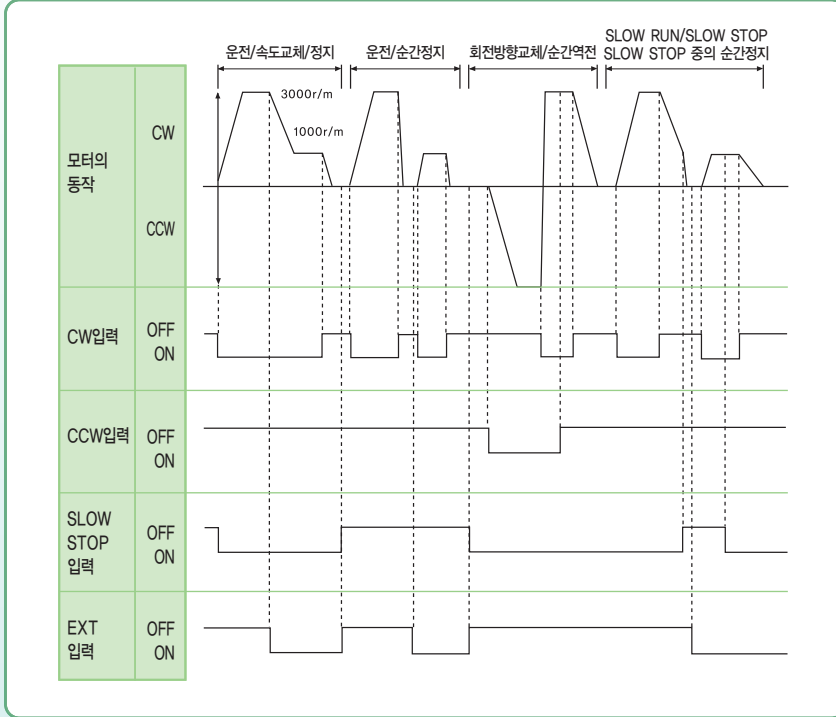 운전/속도교체/정지
운전/순간정지
회전방향교체/순간역전
SLOW RUN/SLOW STOP
SLOW STOP 중의 순간정지
모터의
동작
CW
CCW
3000r/m
1000r/m
CW입력
OFF
ON
CCW입력
OFF
ON
SLOW
STOP
입력
OFF
ON
EXT
입력
OFF
ON